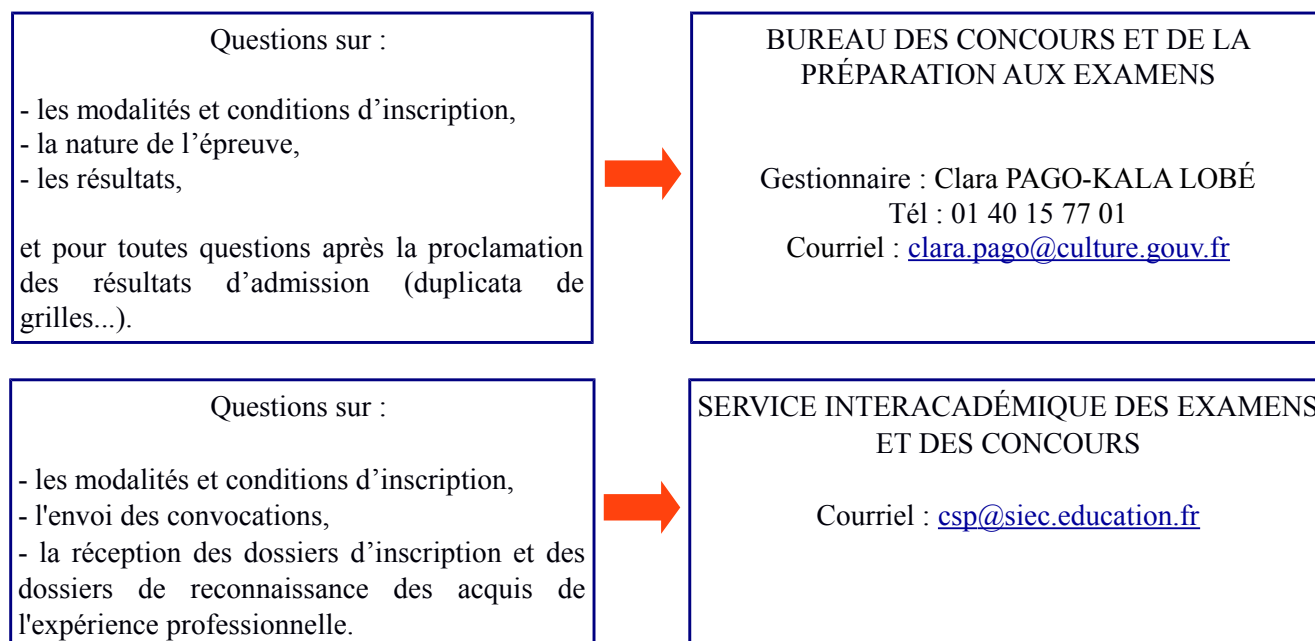 Questions sur :
- les modalités et conditions d’inscription,
- la nature de l’épreuve,
- les résultats,
et pour toutes questions après la proclamation
des résultats d’admission (duplicata de
grilles...).
BUREAU DES CONCOURS ET DE LA
PRÉPARATION AUX EXAMENS
Gestionnaire : Clara PAGO-KALA LOBÉ
Tél : 01 40 15 77 01
Courriel : clara.pago@culture.gouv.fr
Questions sur :
- les modalités et conditions d’inscription,
- l'envoi des convocations,
- la réception des dossiers d’inscription et des
dossiers de reconnaissance des acquis de
l'expérience professionnelle.
SERVICE INTERACADÉMIQUE DES EXAMENS
ET DES CONCOURS
Courriel : csp@siec.education.fr